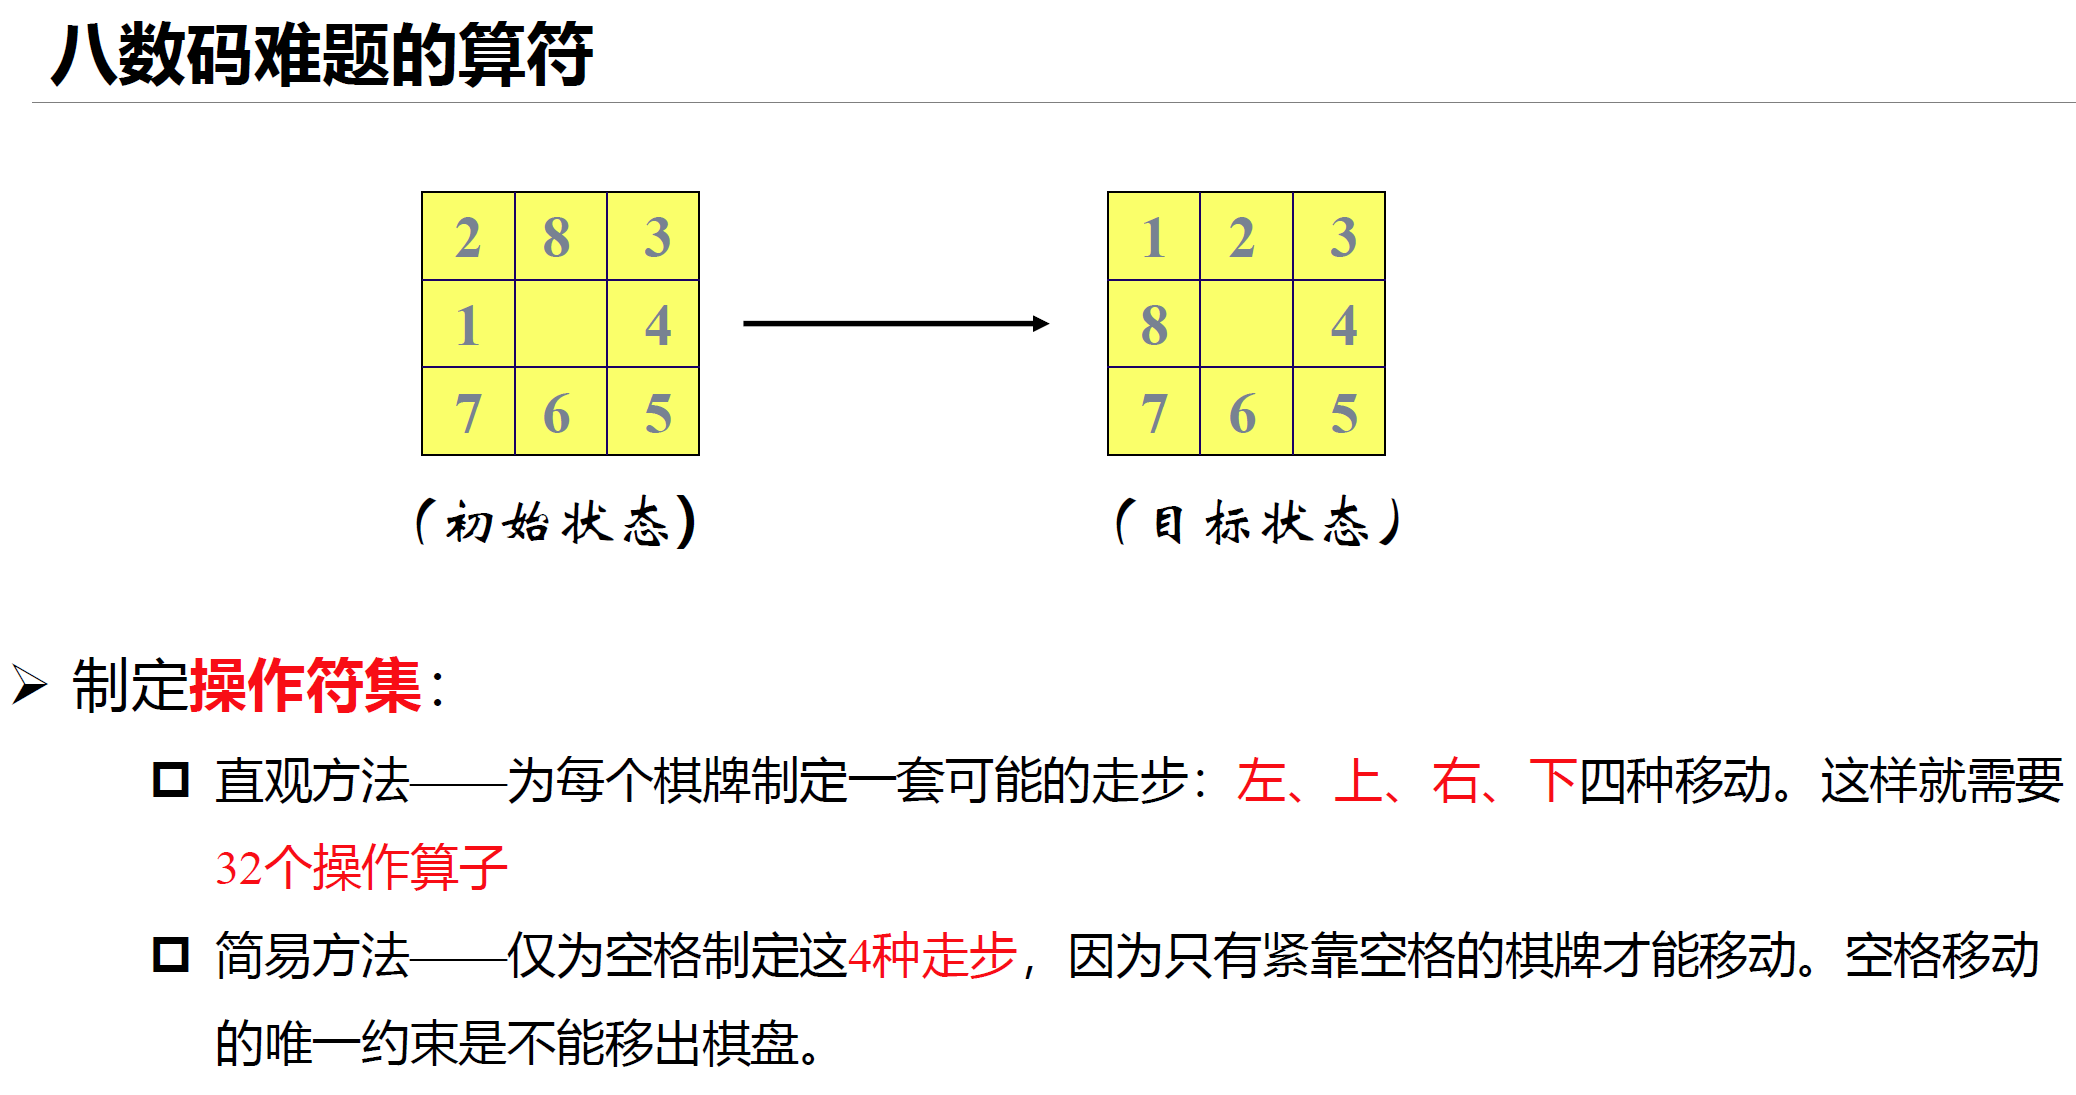 八数码难题的算符
2 8 3
1 4
7 6 5
1 2 3
8 4
7 6 5
(初始状态)
(目标状态)
制定操作符集：
直观方法——为每个棋牌制定一套可能的走步：左、上、右、下四种移动。这样就需要
32个操作算子
简易方法——仅为空格制定这4种走步，因为只有紧靠空格的棋牌才能移动。空格移动
的唯一约束是不能移出棋盘。